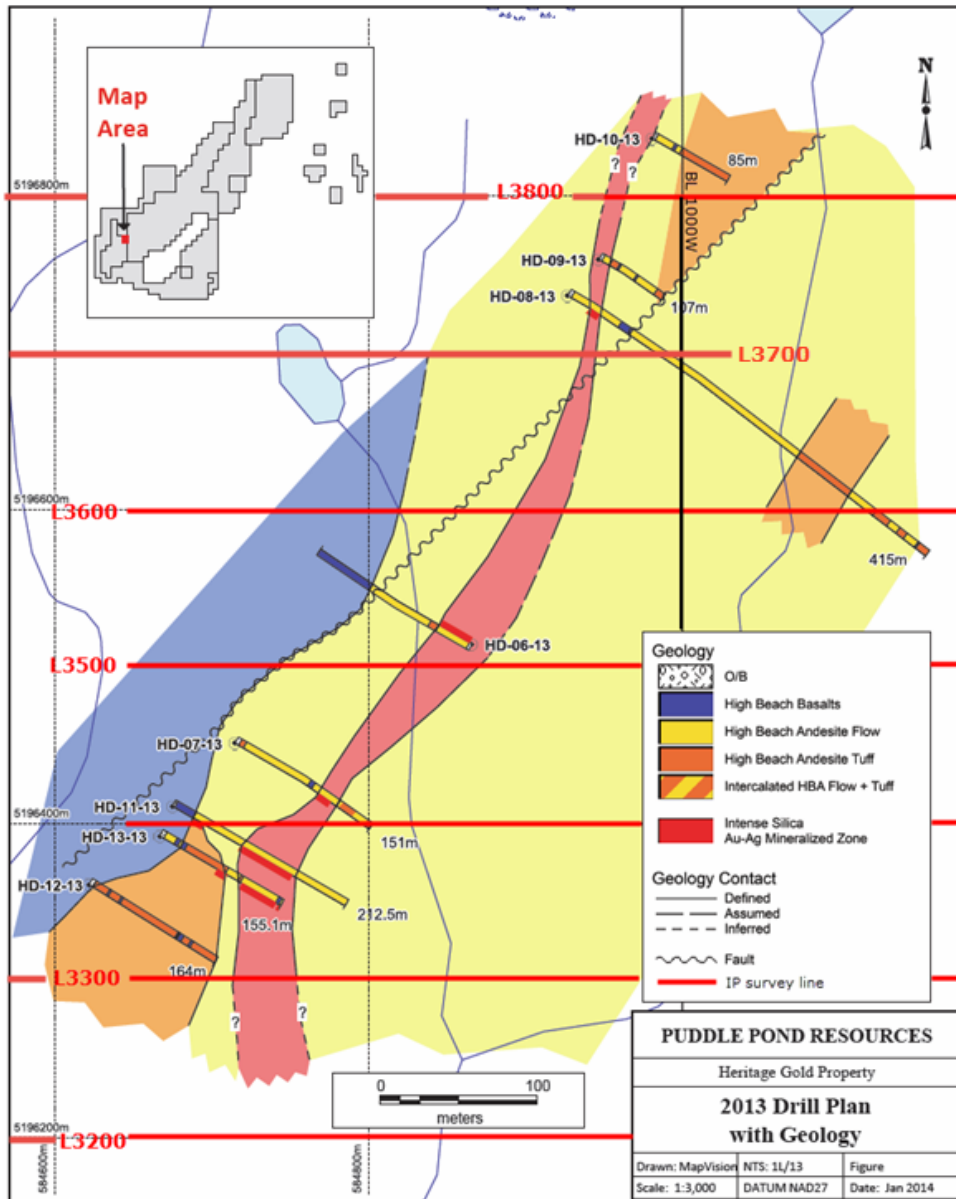 Map
Area
N
HD-10-13
85m
?
?
5196800m
L3800
BL 1000W
HD-09-13
HD-08-13
107m
L3700
5196600m
L3600
415m
HD-06-13
L3500
HD-07-13
HD-11-13
5196400m
HD-13-13
151m
HD-12-13
155.1m
212.5m
164m
L3300
?
?
5196200m
L3200
584600m
584800m
0
100
meters
Geology
O/B
High Beach Basalts
High Beach Andesite Flow
High Beach Andesite Tuff
Intercalated HBA Flow + Tuff
Intense Silica
Au-Ag Mineralized Zone
Geology Contact
Defined
Assumed
Inferred
Fault
IP survey line
PUDDLE POND RESOURCES
Heritage Gold Property
2013 Drill Plan
with Geology
Drawn: MapVision
NTS: 1L/13
Figure
Scale: 1:3,000
DATUM NAD27
Date: Jan 2014